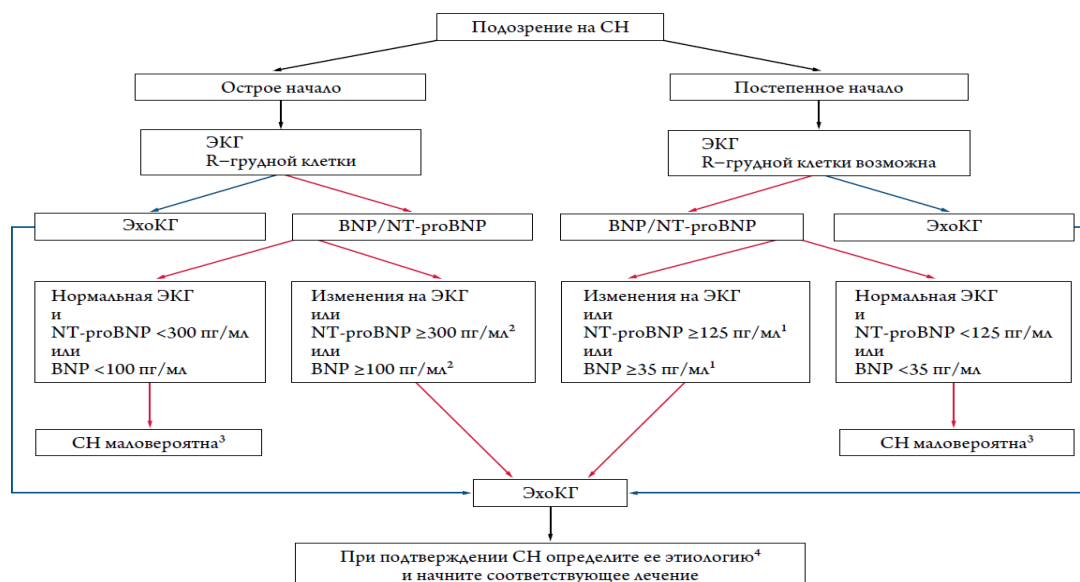 Подозрение на СН
Острое начало
Постепенное начало
ЭКГ
R–грудной клетки
ЭКГ
R–грудной клетки возможна
ЭхоКГ
BNP/NT-proBNP
BNP/NT-proBNP
ЭхоКГ
Нормальная ЭКГ
и
NT-proBNP <300 пг/мл
или
BNP <100 пг/мл
Изменения на ЭКГ
или
NT-proBNP ≥300 пг/мл²
или
BNP ≥100 пг/мл²
Изменения на ЭКГ
или
NT-proBNP ≥125 пг/мл¹
или
BNP ≥35 пг/мл¹
Нормальная ЭКГ
и
NT-proBNP <125 пг/мл
или
BNP <35 пг/мл
СН маловероятна³
СН маловероятна³
ЭхоКГ
При подтверждении СН определите ее этиологию⁴
и начните соответствующее лечение